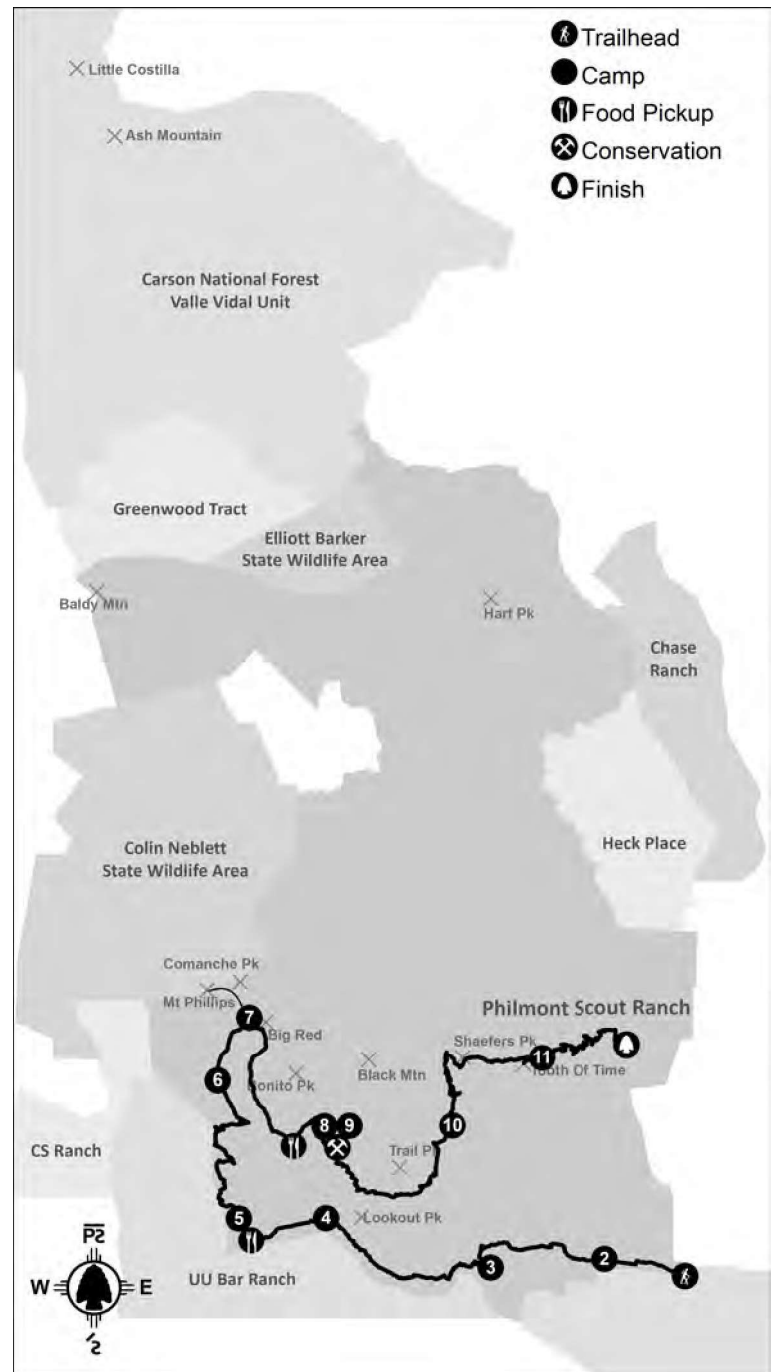 Trailhead
Camp
Food Pickup
Conservation
Finish
Little Costilla
Ash Mountain
Carson National Forest
Valle Vidal Unit
Greenwood Tract
Elliott Barker
State Wildlife Area
Baldy Mtn
Hart Pk
Chase
Ranch
Colin Neblett
State Wildlife Area
Heck Place
Comanche Pk
Mt Phillips
Philmont Scout Ranch
7
Big Red
Shaefers Pk
11
Tooth Of Time
Black Mtn
6
Bonito Pk
8
9
10
CS Ranch
Trail P
5
4
Lookout Pk
2
3
UU Bar Ranch
W
E